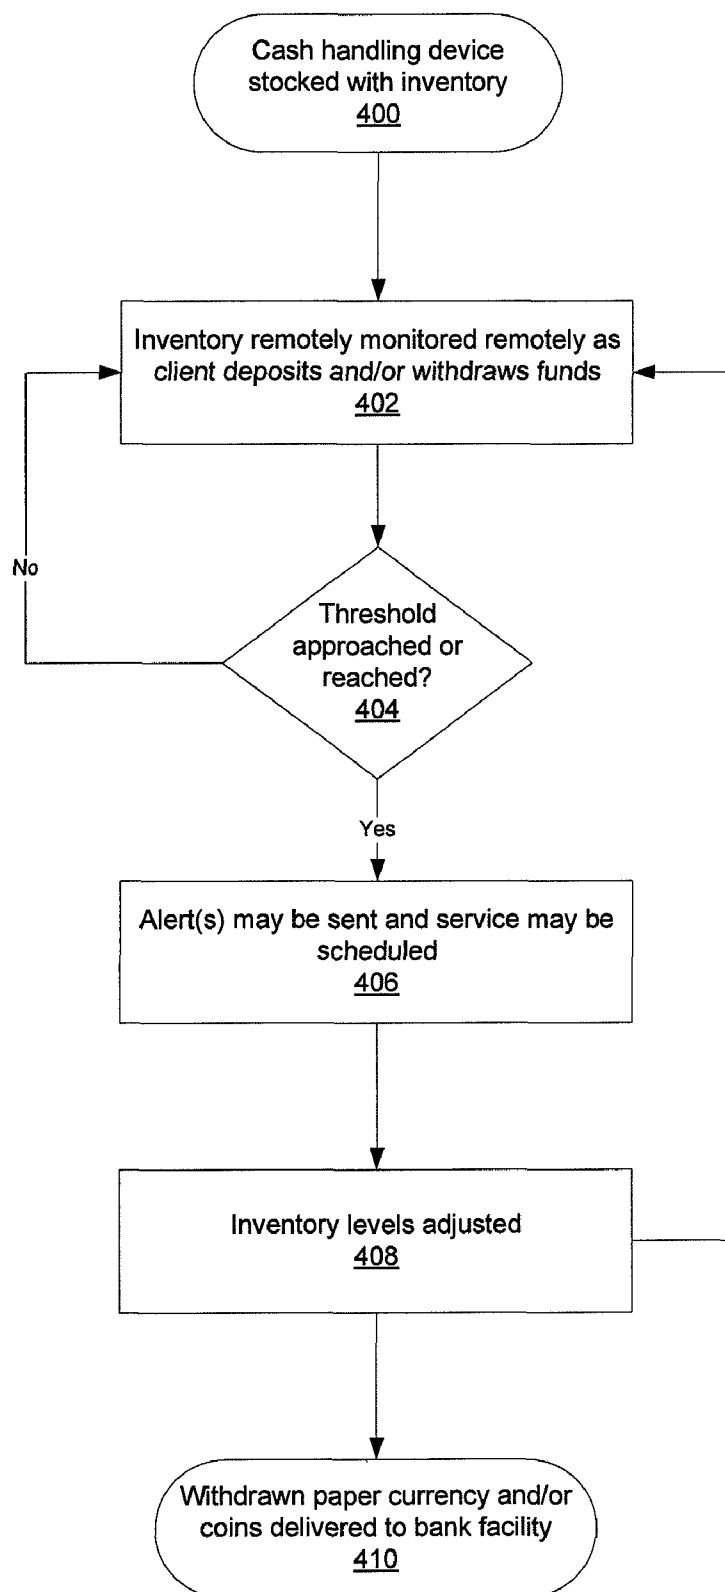 Cash handling device
stocked with inventory
400
Inventory remotely monitored remotely as
client deposits and/or withdraws funds
402
No
Threshold
approached or
reached?
404
Yes
Alert(s) may be sent and service may be
scheduled
406
Inventory levels adjusted
408
Withdrawn paper currency and/or
coins delivered to bank facility
410